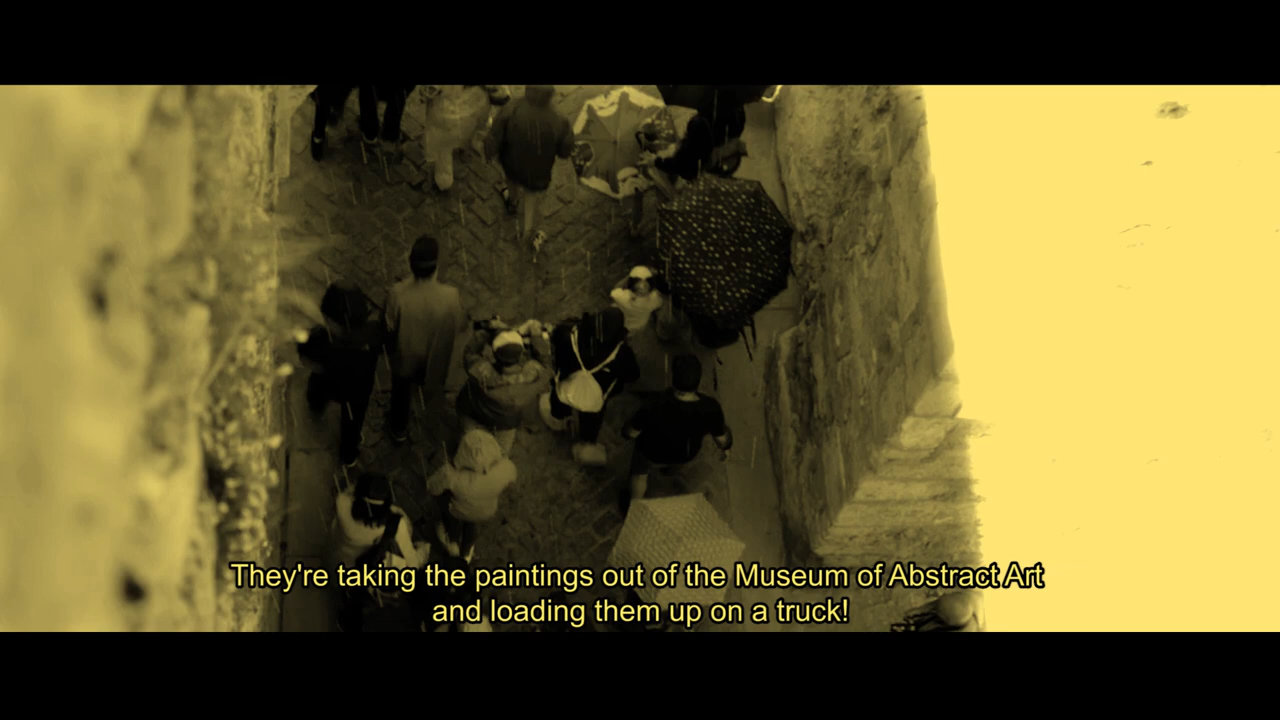 They're taking the paintings out of the Museum of Abstract Art
and loading them up on a truck!